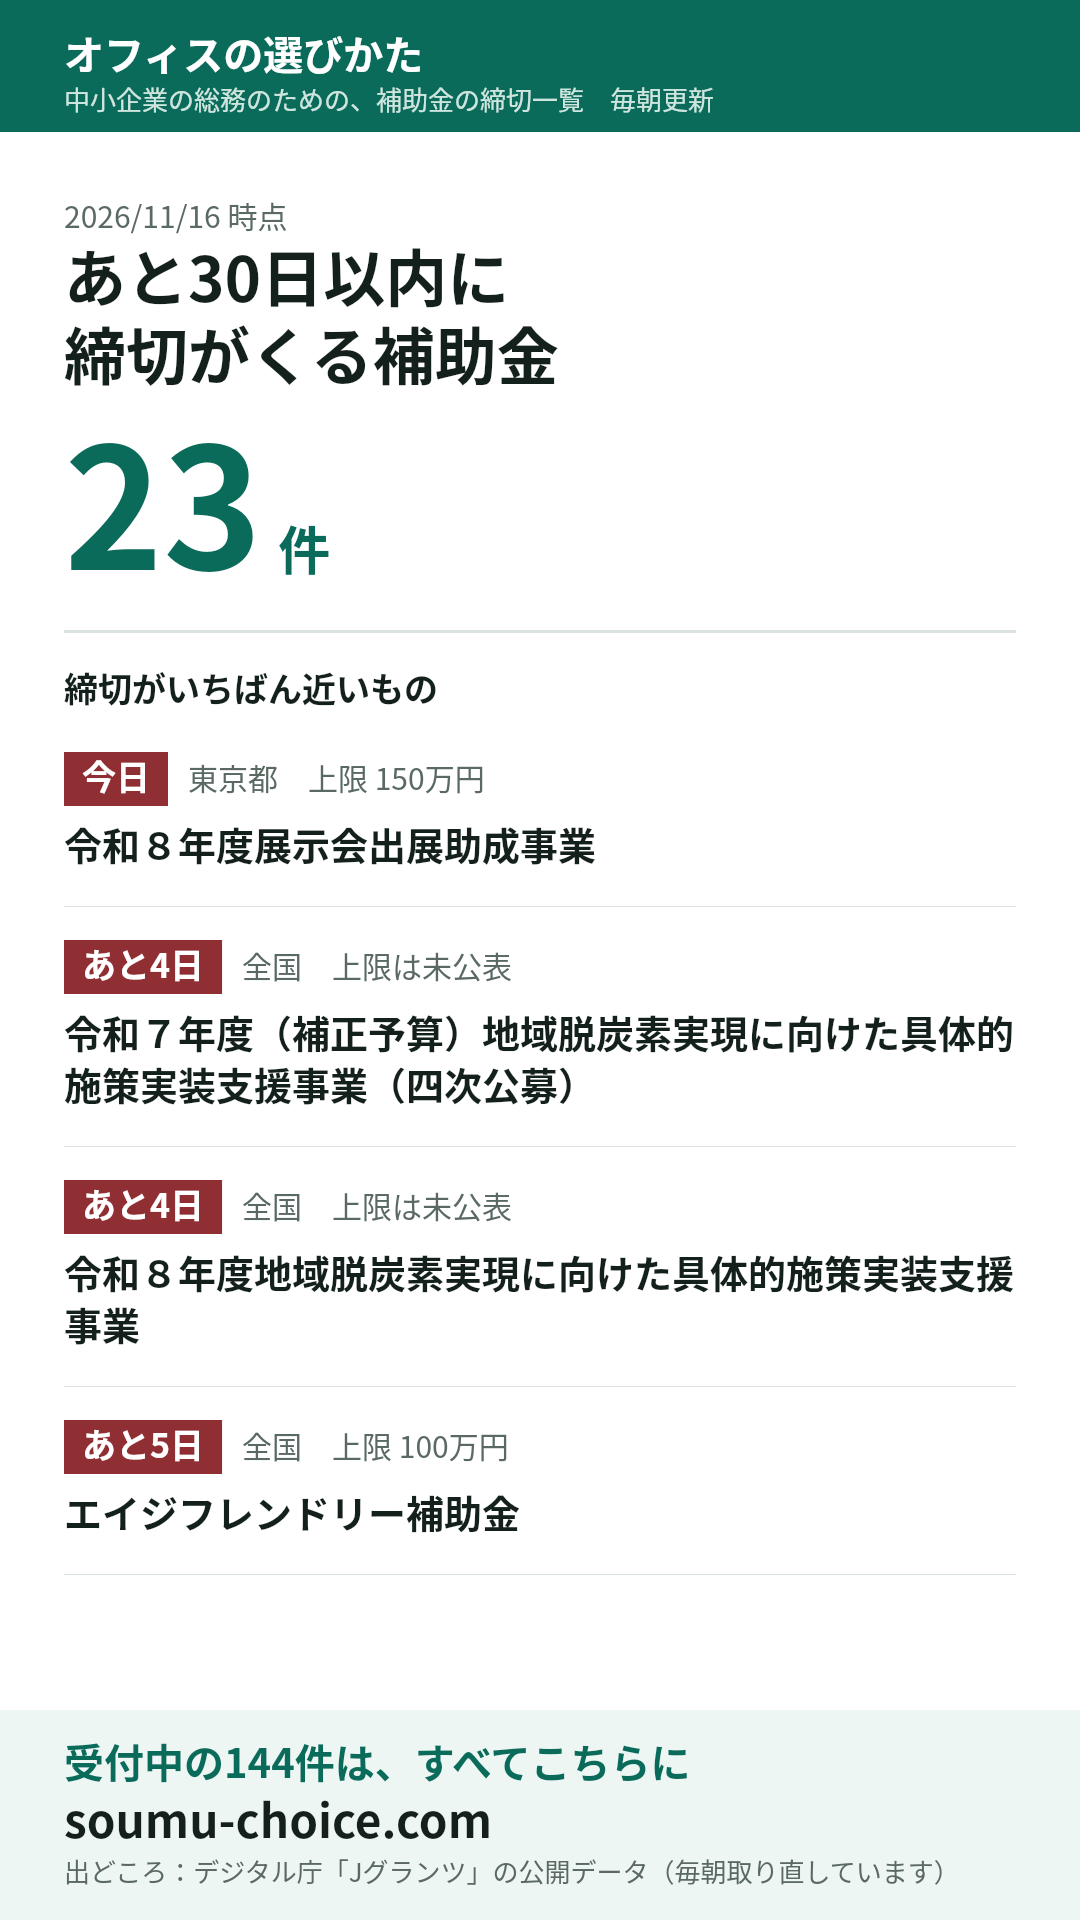 オフィスの選びかた
中小企業の総務のための、補助金の締切一覧　毎朝更新
2026/11/16 時点
あと30日以内に
締切がくる補助金
23 件
締切がいちばん近いもの
今日　東京都　上限 150万円
令和８年度展示会出展助成事業
あと4日　全国　上限は未公表
令和７年度（補正予算）地域脱炭素実現に向けた具体的
施策実装支援事業（四次公募）
あと4日　全国　上限は未公表
令和８年度地域脱炭素実現に向けた具体的施策実装支援
事業
あと5日　全国　上限 100万円
エイジフレンドリー補助金
受付中の144件は、すべてこちらに
soumu-choice.com
出どころ：デジタル庁「Jグランツ」の公開データ（毎朝取り直しています）